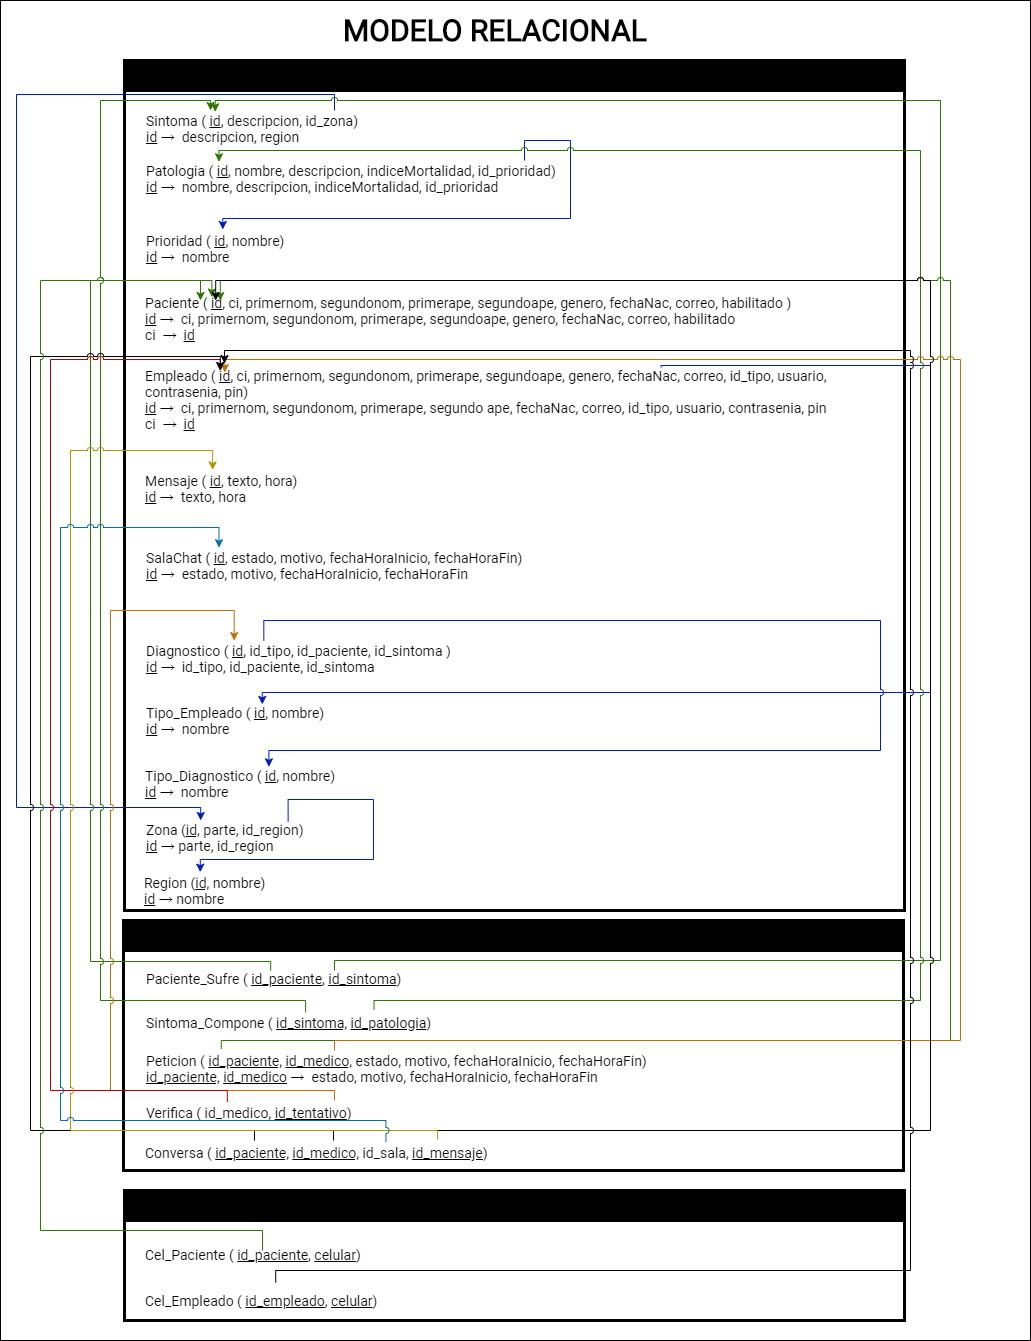 MODELO RELACIONAL
Sintoma ( id, descripcion, id_zona)
id → descripcion, region
Patologia ( id, nombre, descripcion, indiceMortalidad, id_prioridad)
id → nombre, descripcion, indiceMortalidad, id_prioridad
Prioridad ( id, nombre)
id → nombre
Paciente ( id, ci, primernom, segundonom, primerape, segundoape, genero, fechaNac, correo, habilitado )
id → ci, primernom, segundonom, primerape, segundoape, genero, fechaNac, correo, habilitado
ci → id
Empleado ( id, ci, primernom, segundonom, primerape, segundoape, genero, fechaNac, correo, id_tipo, usuario,
contrasenia, pin)
id → ci, primernom, segundonom, primerape, segundo ape, fechaNac, correo, id_tipo, usuario, contrasenia, pin
ci → id
Mensaje ( id, texto, hora)
id → texto, hora
SalaChat ( id, estado, motivo, fechaHoraInicio, fechaHoraFin)
id → estado, motivo, fechaHoraInicio, fechaHoraFin
Diagnostico ( id, id_tipo, id_paciente, id_sintoma )
id → id_tipo, id_paciente, id_sintoma
Tipo_Empleado ( id, nombre)
id → nombre
Tipo_Diagnostico ( id, nombre)
id → nombre
Zona (id, parte, id_region)
id → parte, id_region
Region (id, nombre)
id → nombre
Paciente_Sufre ( id_paciente, id_sintoma)
Sintoma_Compone ( id_sintoma, id_patologia)
Peticion ( id_paciente, id_medico, estado, motivo, fechaHoraInicio, fechaHoraFin)
id_paciente, id_medico → estado, motivo, fechaHoraInicio, fechaHoraFin
Verifica ( id_medico, id_tentativo)
Conversa ( id_paciente, id_medico, id_sala, id_mensaje)
Cel_Paciente ( id_paciente, celular)
Cel_Empleado ( id_empleado, celular)